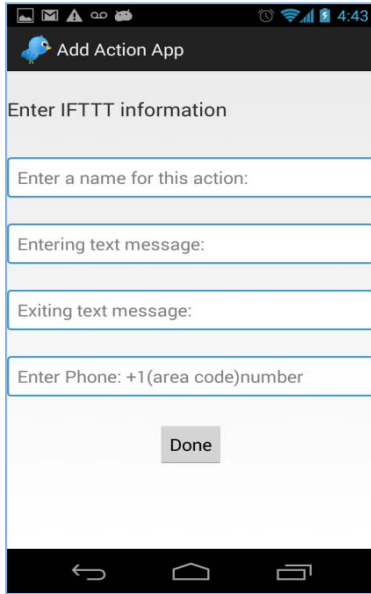 4:43
Add Action App
Enter IFTTT information
Enter a name for this action:
Entering text message:
Exiting text message:
Enter Phone: +1(area code)number
Done